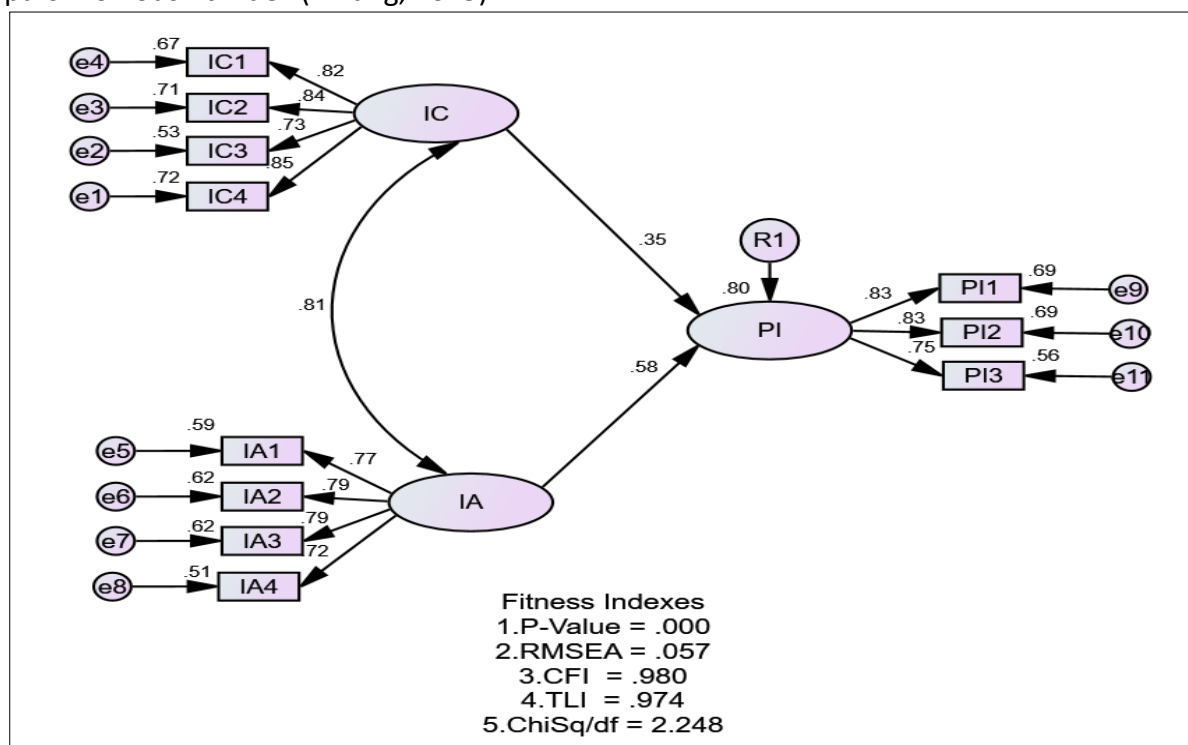 .67
e4 IC1
.82
.71
e3 IC2
.84
IC
.53
e2 IC3
.73
.72
e1 IC4
.85
.35
R1
.81
.80
PI
.83
PI1
.69
e9
.83
PI2
.69
e10
.75
PI3
.56
e11
.58
.59
e5 IA1
.77
.62
e6 IA2
.79
IA
.62
e7 IA3
.79
.51
e8 IA4
.72
Fitness Indexes
1.P-Value = .000
2.RMSEA = .057
3.CFI = .980
4.TLI = .974
5.ChiSq/df = 2.248